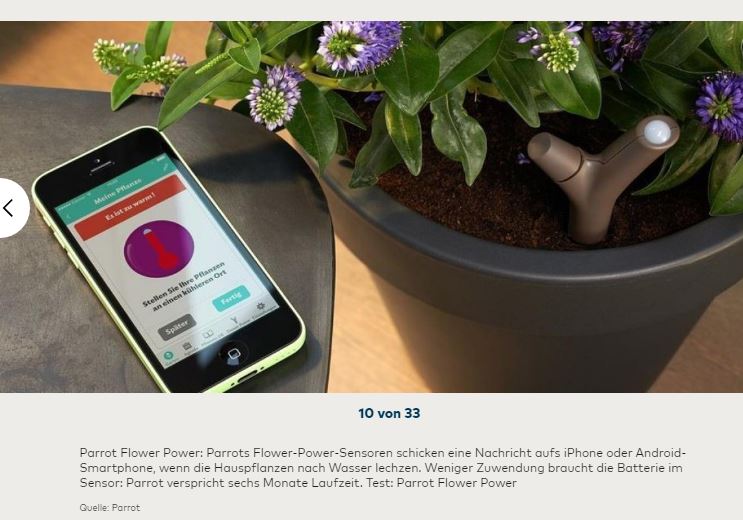 Meine Pflanze
Es ist zu warm!
Stellen Sie Ihre Pflanzen
an einen kühleren Ort
Später
Fertig
10 von 33
Parrot Flower Power: Parrots Flower-Power-Sensoren schicken eine Nachricht aufs iPhone oder Android-
Smartphone, wenn die Hauspflanzen nach Wasser lechzen. Weniger Zuwendung braucht die Batterie im
Sensor: Parrot verspricht sechs Monate Laufzeit. Test: Parrot Flower Power
Quelle: Parrot